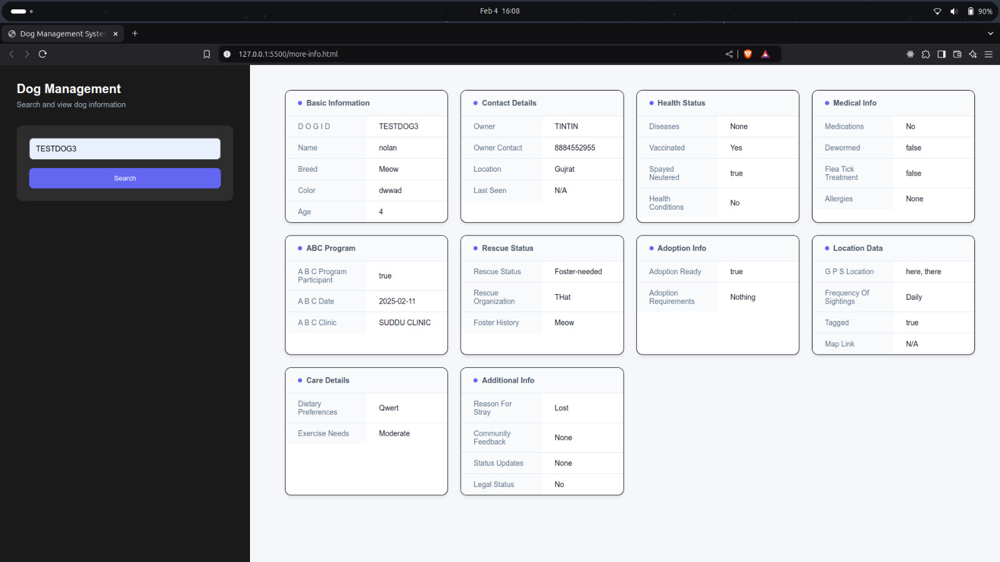 Feb 4 16:08
90%
Dog Management Syste
127.0.0.1:5500/more-info.html
Dog Management
Search and view dog information
TESTDOG3
Search
Basic Information
D O G I D TESTDOG3
Name nolan
Breed Meow
Color dwwad
Age 4
Contact Details
Owner TINTIN
Owner Contact 8884552955
Location Gujrat
Last Seen N/A
Health Status
Diseases None
Vaccinated Yes
Spayed
Neutered true
Health
Conditions No
Medical Info
Medications No
Dewormed false
Flea Tick
Treatment false
Allergies None
ABC Program
A B C Program
Participant true
A B C Date 2025-02-11
A B C Clinic SUDDU CLINIC
Rescue Status
Rescue Status Foster-needed
Rescue
Organization THat
Foster History Meow
Adoption Info
Adoption Ready true
Adoption
Requirements Nothing
Location Data
G P S Location here, there
Frequency Of
Sightings Daily
Tagged true
Map Link N/A
Care Details
Dietary
Preferences Qwert
Exercise Needs Moderate
Additional Info
Reason For
Stray Lost
Community
Feedback None
Status Updates None
Legal Status No